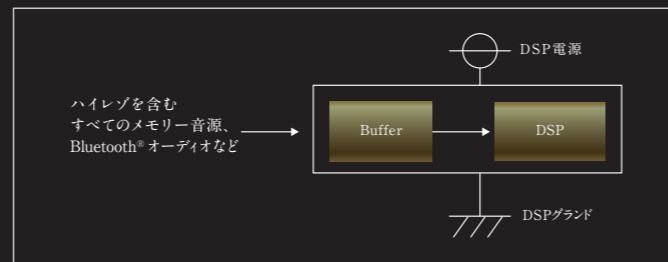 DSP電源
ハイレゾを含む
すべてのメモリー音源、
Bluetooth® オーディオなど
Buffer
DSP
DSPグランド